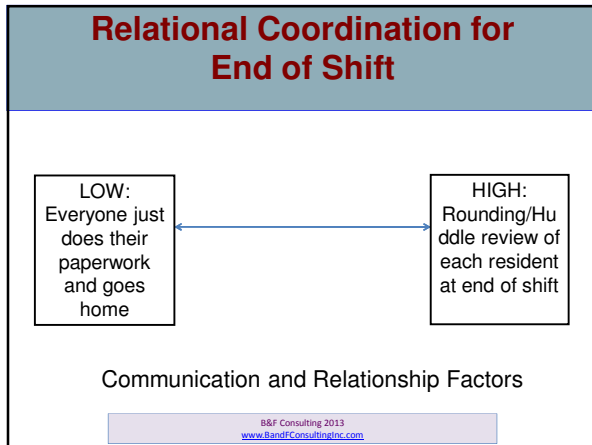 Relational Coordination for
End of Shift
LOW:
Everyone just
does their
paperwork
and goes
home
HIGH:
Rounding/Hu
ddle review of
each resident
at end of shift
Communication and Relationship Factors
B&F Consulting 2013
www.BandFConsultingInc.com